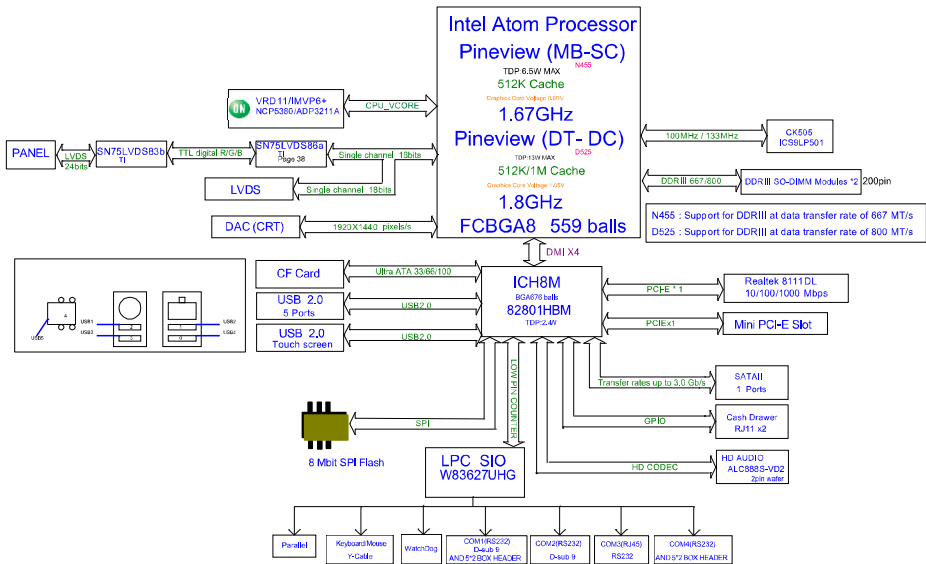 Intel Atom Processor
Pineview (MB-SC)
TDP:6.5W MAX
N455
512K Cache
Graphics Core Voltage 0.89V
1.67GHz
Pineview (DT- DC)
TDP:13W MAX
D525
512K/1M Cache
Graphics Core Voltage 1.05V
1.8GHz
FCBGA8 559 balls
ON
VRD11/IMVP6+
NCP5380/ADP3211A
CPU_VCORE
PANEL
LVDS
24bits
SN75LVDS83b
TI
TTL digital R/G/B
SN75LVDS86a
TI
Page 38
Single channel 18bits
LVDS
Single channel 18bits
DAC (CRT)
1920X1440 pixels/s
100MHz / 133MHz
CK505
ICS9LP501
DDRIII 667/800
DDRIII SO-DIMM Modules *2
200pin
N455 : Support for DDRIII at data transfer rate of 667 MT/s
D525 : Support for DDRIII at data transfer rate of 800 MT/s
DMI X4
CF Card
Ultra ATA 33/66/100
USB 2.0
5 Ports
USB2.0
USB 2.0
Touch screen
USB2.0
ICH8M
BGA676 balls
82801HBM
TDP:2.4W
PCI-E * 1
Realtek 8111DL
10/100/1000 Mbps
PCIEx1
Mini PCI-E Slot
4
USB5
USB1
USB3
2
3
1
0
USB2
USB4
Transfer rates up to 3.0 Gb/s
SATAII
1 Ports
GPIO
Cash Drawer
RJ11 x2
HD CODEC
HD AUDIO
ALC888S-VD2
2pin wafer
SPI
8 Mbit SPI Flash
LOW PIN COUNTER
LPC SIO
W83627UHG
Parallel
Keyboard/Mouse
Y-Cable
WatchDog
COM1(RS232)
D-sub 9
AND 5*2 BOX HEADER
COM2(RS232)
D-sub 9
COM3(RJ45)
RS232
COM4(RS232)
AND 5*2 BOX HEADER